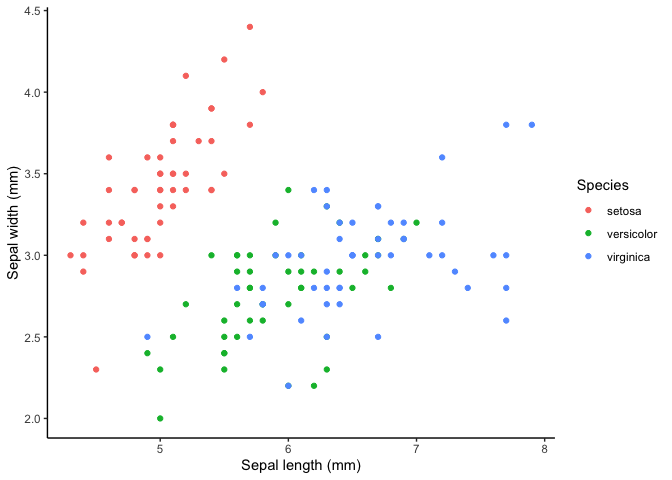 4.5
4.0
3.5
3.0
2.5
2.0
Sepal width (mm)
5 6 7 8
Sepal length (mm)
Species
setosa
versicolor
virginica